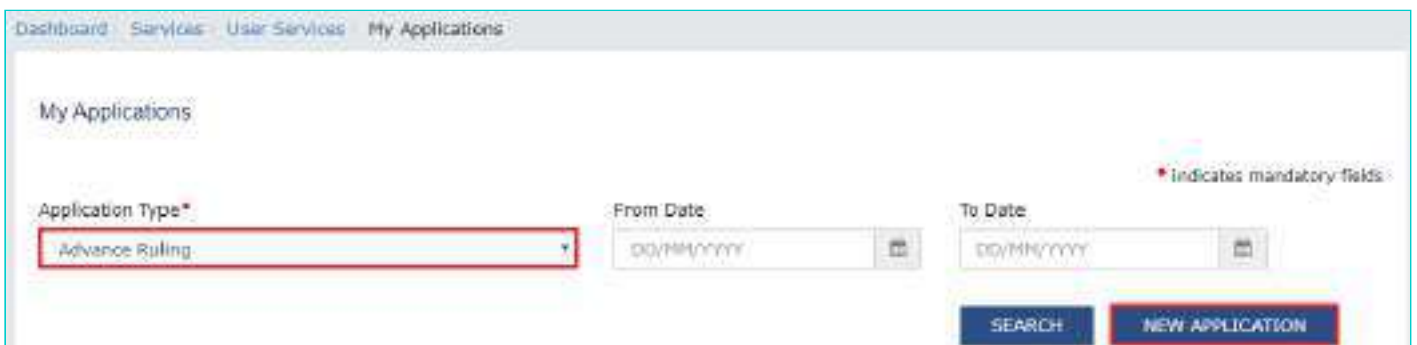 Dashboard Services User Services My Applications
My Applications
* indicates mandatory fields
Application Type* From Date To Date
Advance Ruling DD/MM/YYYY DD/MM/YYYY
SEARCH NEW APPLICATION